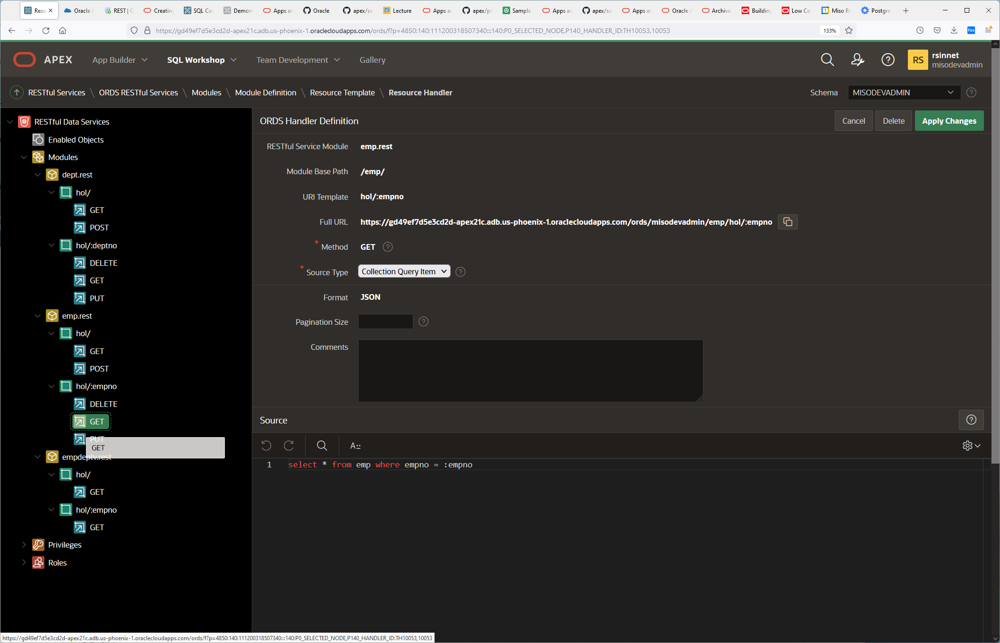 Reso
Oracle
REST | O
Creating
SQL Co
Demon
Apps an
Oracle
apex/sa
Lecture
Apps an
apex/po
Sample
Apps an
apex/sa
Apps an
Oracle A
Archive
Building
Low Co
Miso Ro
Postgre
https://gd49ef7d5e3cd2d-apex21c.adb.us-phoenix-1.oraclecloudapps.com/ords/f?p=4850:140:111200318507340:::140:P0_SELECTED_NODE,P140_HANDLER_ID:TH10053,10053
133%
fos
APEX
App Builder
SQL Workshop
Team Development
Gallery
RS
rsinnet
misodevadmin
RESTful Services \ ORDS RESTful Services \ Modules \ Module Definition \ Resource Template \ Resource Handler
Schema
MISODEVADMIN
RESTful Data Services
Enabled Objects
Modules
dept.rest
hol/
GET
POST
hol/:deptno
DELETE
GET
PUT
emp.rest
hol/
GET
POST
hol/:empno
DELETE
GET
PUT
GET
empdeptv.rest
hol/
GET
hol/:empno
GET
Privileges
Roles
ORDS Handler Definition
Cancel
Delete
Apply Changes
RESTful Service Module emp.rest
Module Base Path /emp/
URI Template hol/:empno
Full URL https://gd49ef7d5e3cd2d-apex21c.adb.us-phoenix-1.oraclecloudapps.com/ords/misodevadmin/emp/hol/:empno
* Method GET
* Source Type Collection Query Item
Format JSON
Pagination Size
Comments
Source
A::
1 select * from emp where empno = :empno
https://gd49ef7d5e3cd2d-apex21c.adb.us-phoenix-1.oraclecloudapps.com/ords/f?p=4850:140:111200318507340:::140:P0_SELECTED_NODE,P140_HANDLER_ID:TH10053,10053